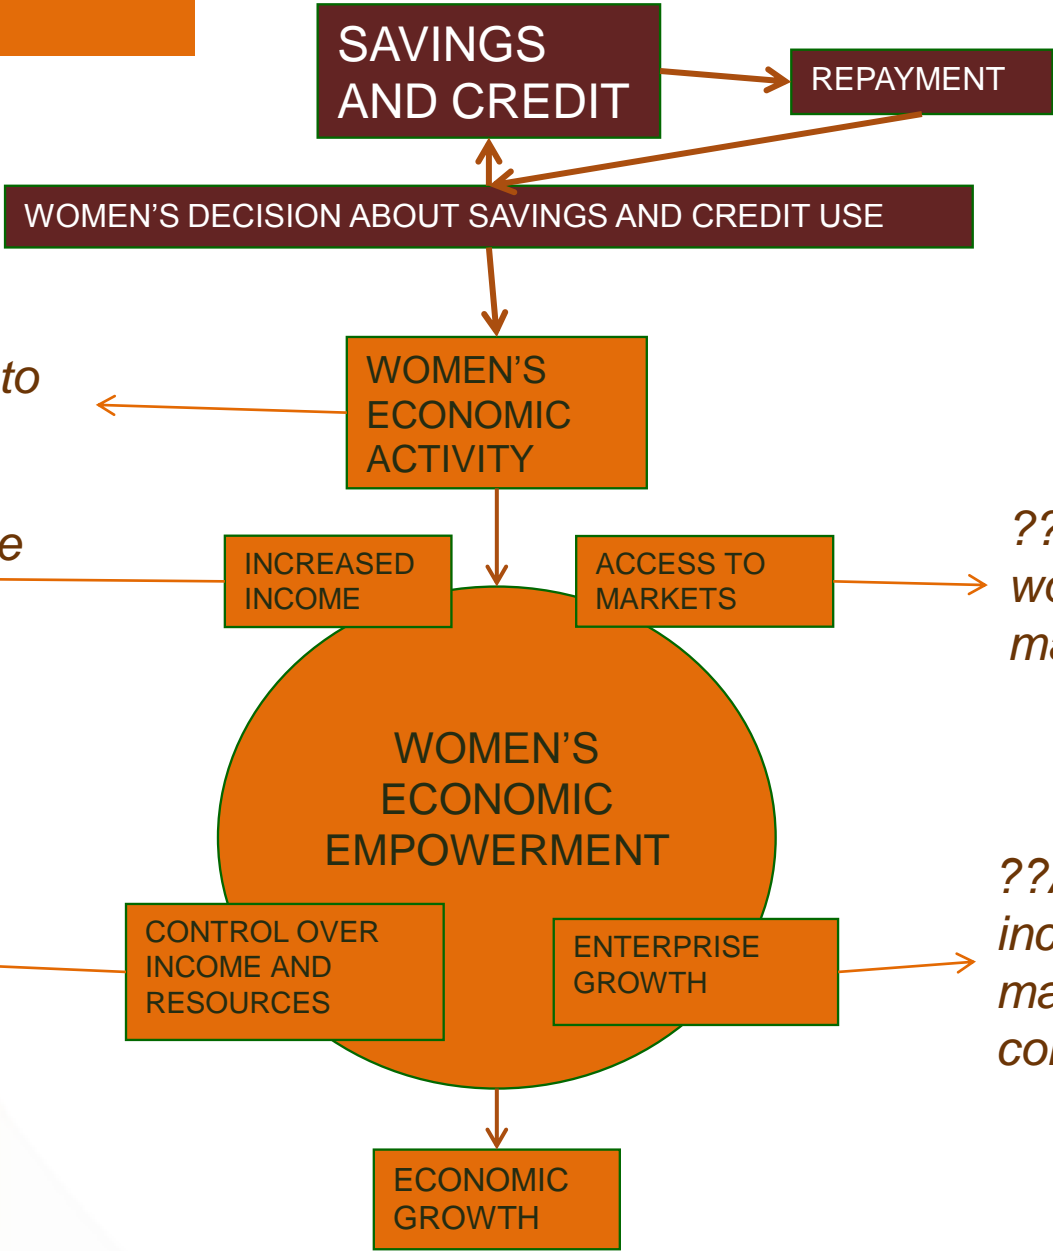 SAVINGS
AND CREDIT
REPAYMENT
WOMEN’S DECISION ABOUT SAVINGS AND CREDIT USE
to
WOMEN’S
ECONOMIC
ACTIVITY
INCREASED
INCOME
ACCESS TO
MARKETS
WOMEN’S
ECONOMIC
EMPOWERMENT
CONTROL OVER
INCOME AND
RESOURCES
ENTERPRISE
GROWTH
ECONOMIC
GROWTH